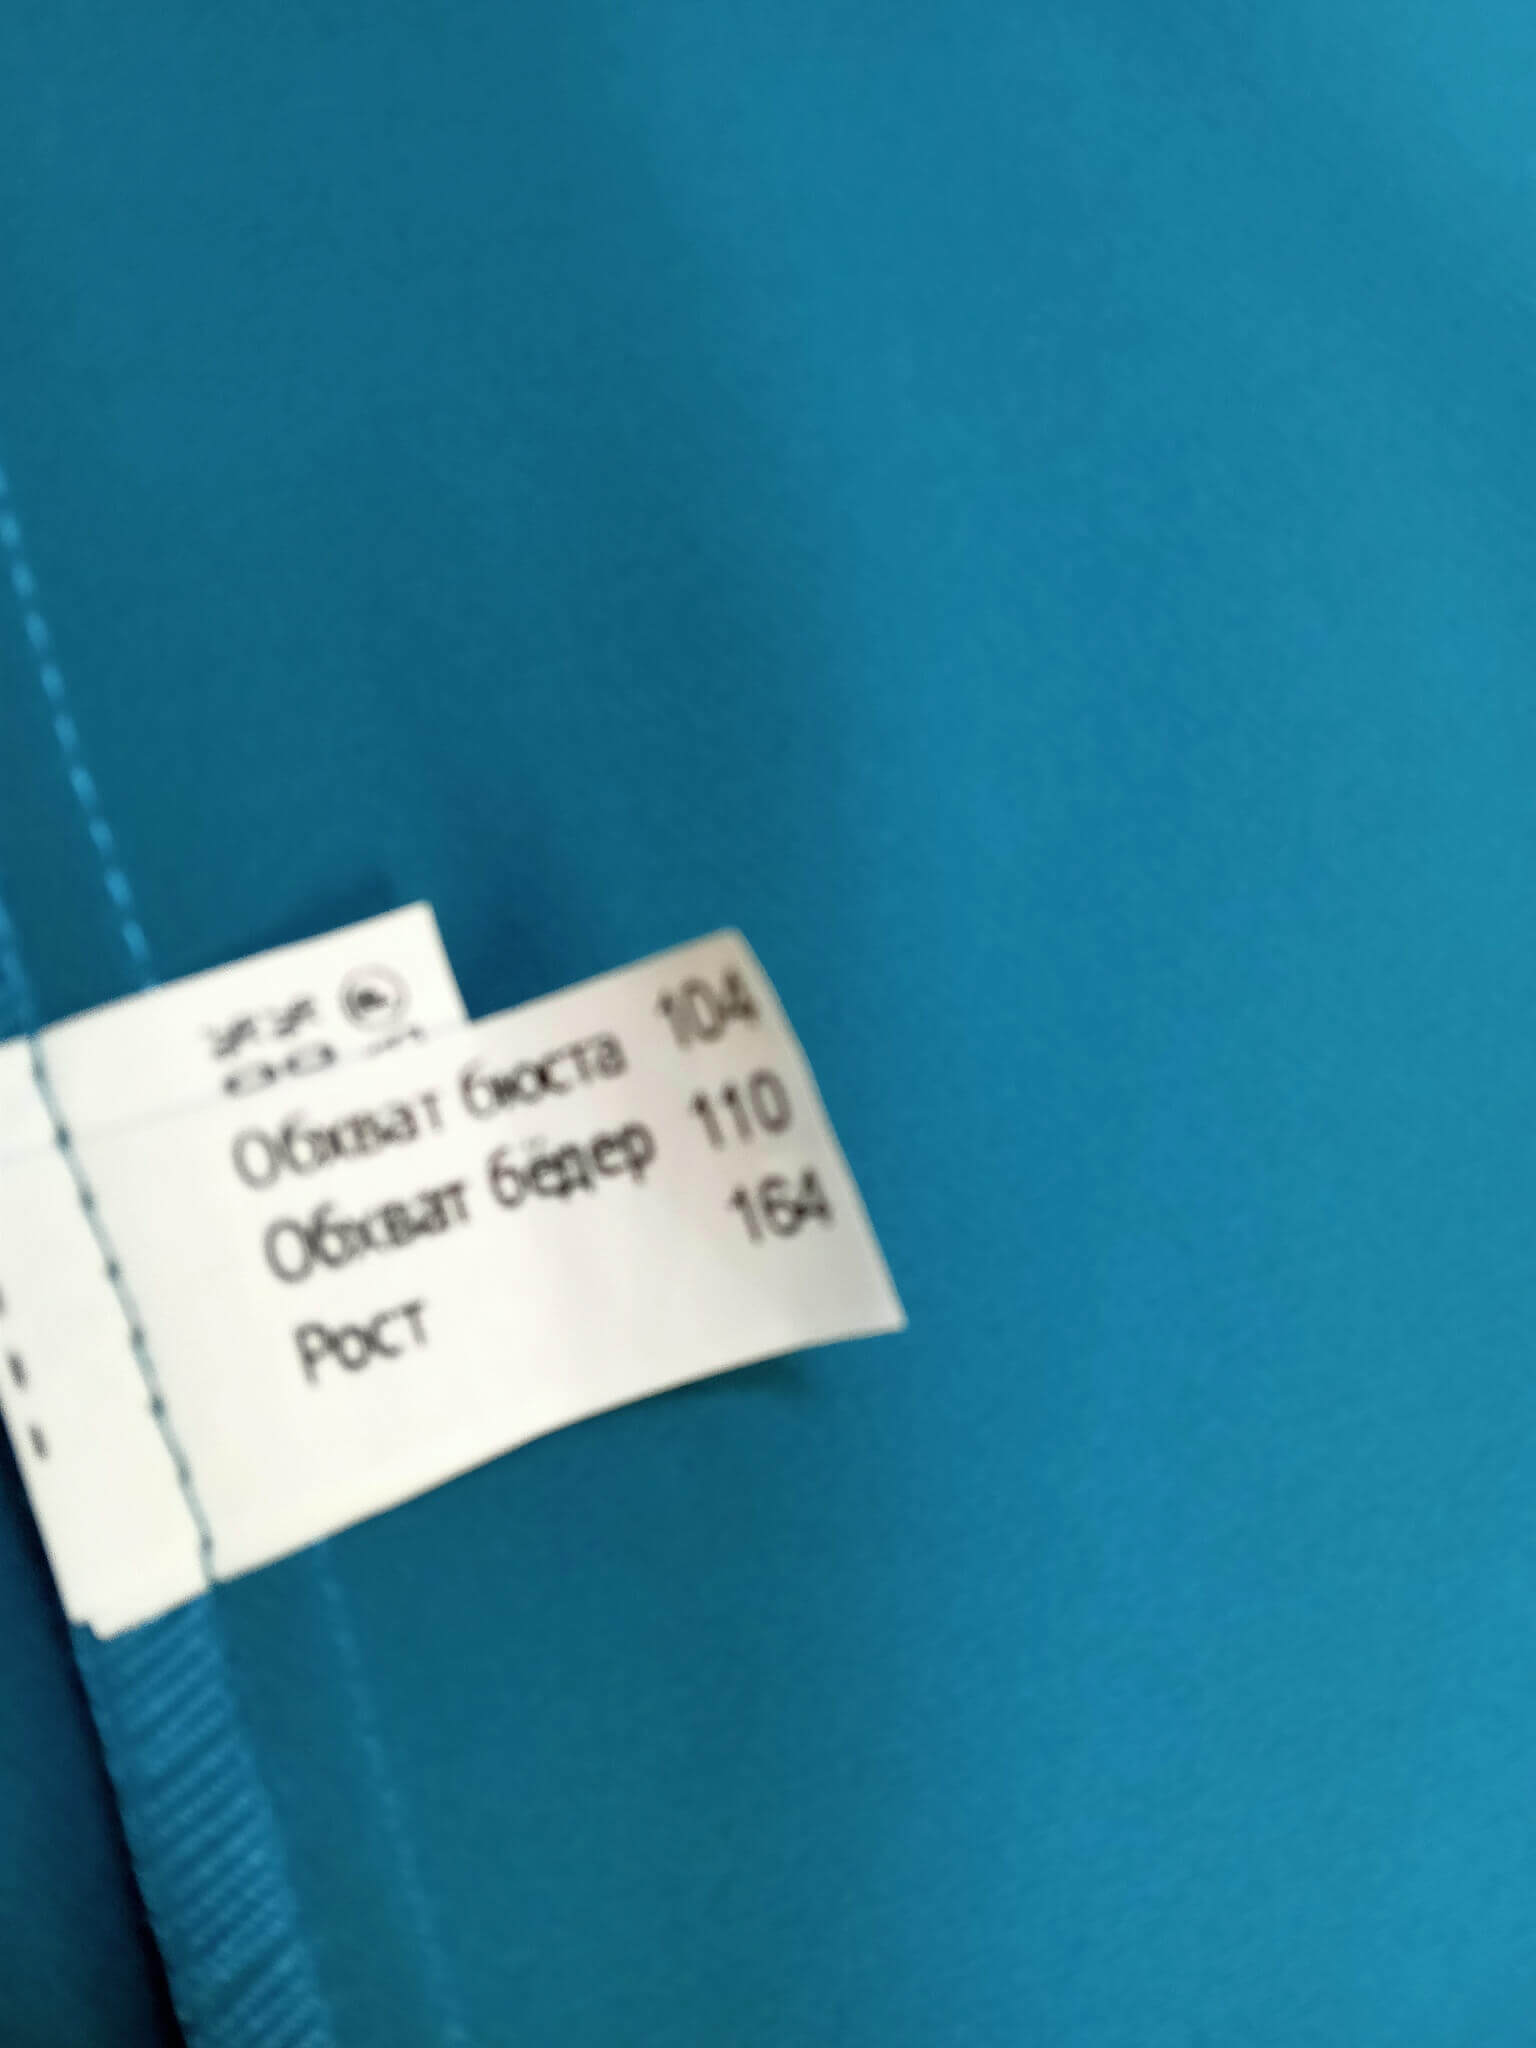 Обхват бюста 104
Обхват бёдер 110
Рост 164